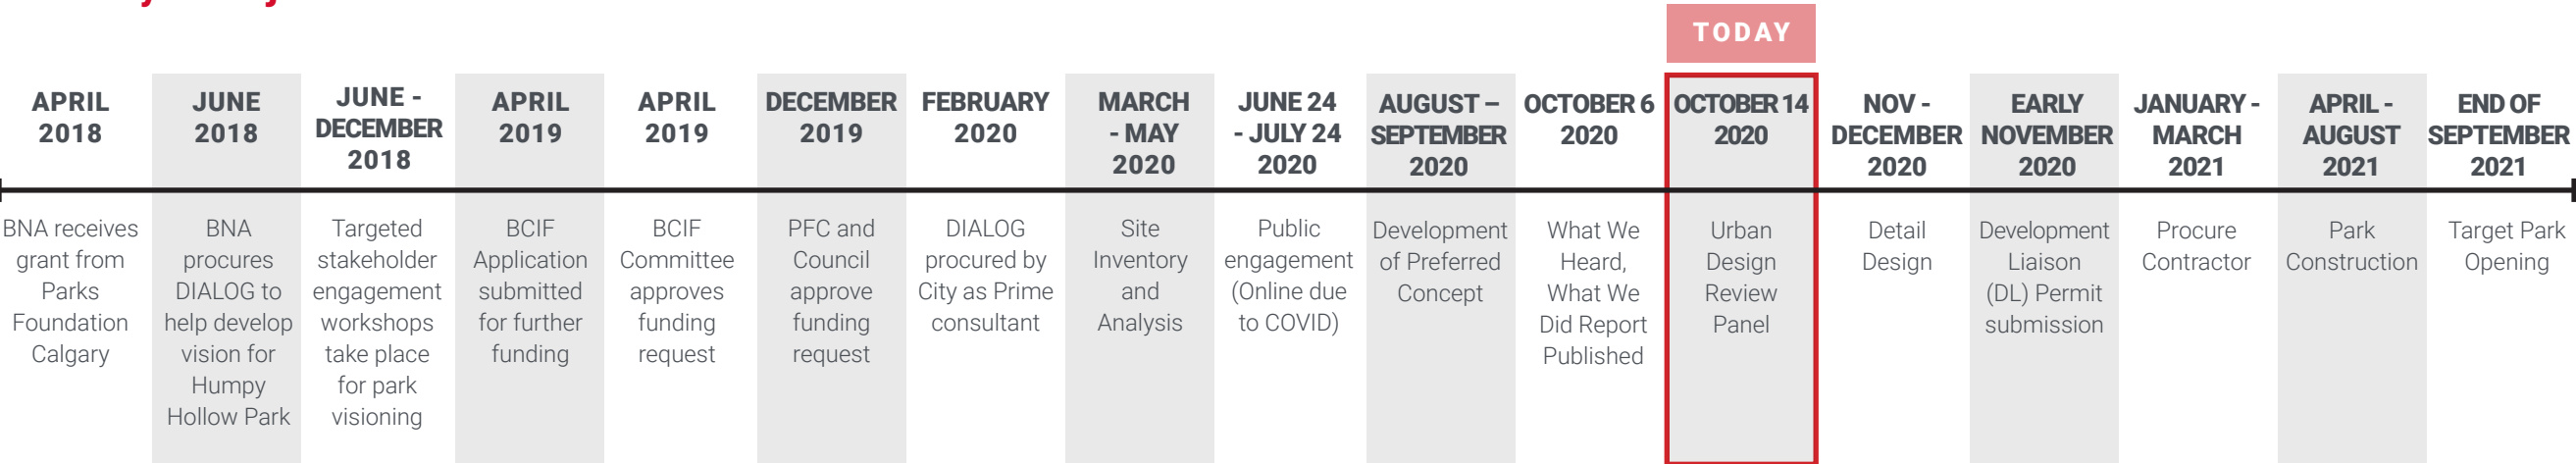 TODAY
APRIL
2018
BNA receives
grant from
Parks
Foundation
Calgary
JUNE
2018
BNA
procures
DIALOG to
help develop
vision for
Humpy
Hollow Park
JUNE -
DECEMBER
2018
Targeted
stakeholder
engagement
workshops
take place
for park
visioning
APRIL
2019
BCIF
Application
submitted
for further
funding
APRIL
2019
BCIF
Committee
approves
funding
request
DECEMBER
2019
PFC and
Council
approve
funding
request
FEBRUARY
2020
DIALOG
procured by
City as Prime
consultant
MARCH
- MAY
2020
Site
Inventory
and
Analysis
JUNE 24
- JULY 24
2020
Public
engagement
(Online due
to COVID)
AUGUST –
SEPTEMBER
2020
Development
of Preferred
Concept
OCTOBER 6
2020
What We
Heard,
What We
Did Report
Published
OCTOBER 14
2020
Urban
Design
Review
Panel
NOV -
DECEMBER
2020
Detail
Design
EARLY
NOVEMBER
2020
Development
Liaison
(DL) Permit
submission
JANUARY -
MARCH
2021
Procure
Contractor
APRIL -
AUGUST
2021
Park
Construction
END OF
SEPTEMBER
2021
Target Park
Opening